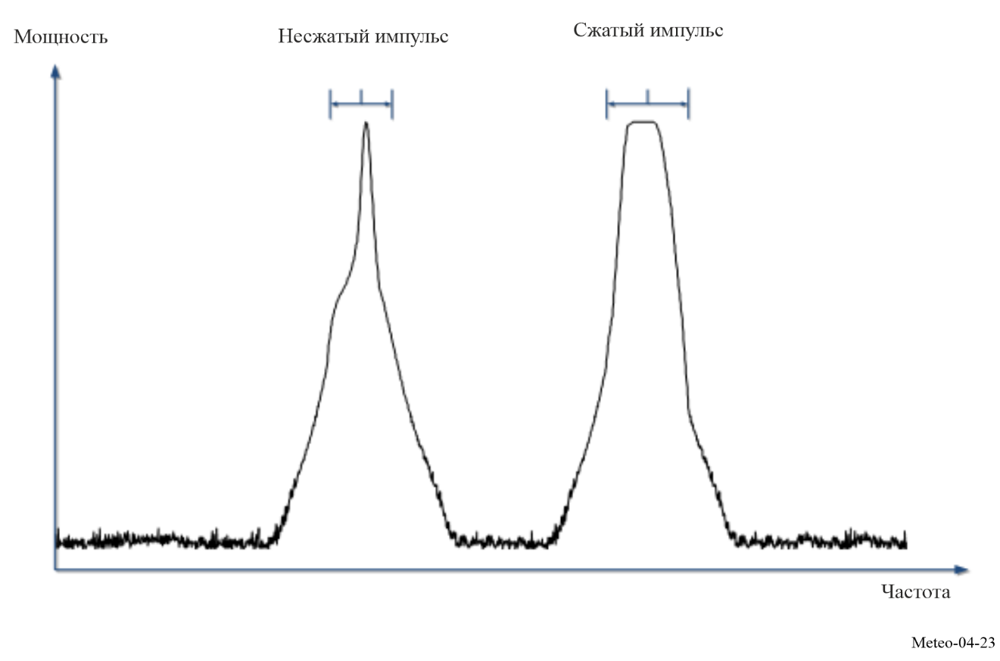 Мощность
Несжатый импульс
Сжатый импульс
Частота
Meteo-04-23